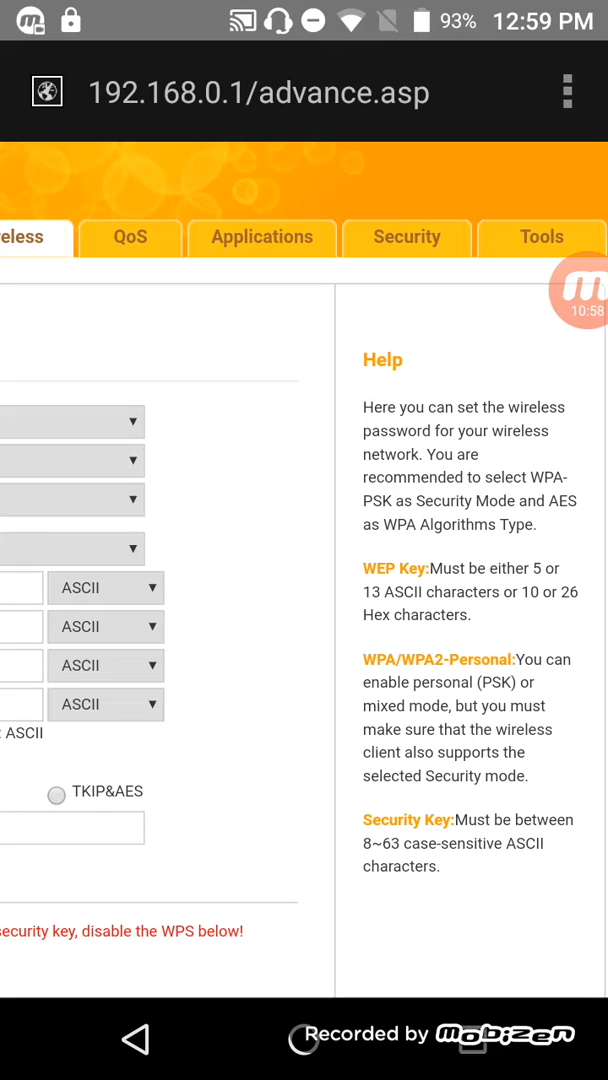 93% 12:59 PM
192.168.0.1/advance.asp
eless QoS Applications Security Tools
10:58
Help
Here you can set the wireless
password for your wireless
network. You are
recommended to select WPA-
PSK as Security Mode and AES
as WPA Algorithms Type.
WEP Key:Must be either 5 or
13 ASCII characters or 10 or 26
Hex characters.
WPA/WPA2-Personal:You can
enable personal (PSK) or
mixed mode, but you must
make sure that the wireless
client also supports the
selected Security mode.
Security Key:Must be between
8~63 case-sensitive ASCII
characters.
ASCII
ASCII
ASCII
ASCII
: ASCII
TKIP&AES
security key, disable the WPS below!
Recorded by mobizen